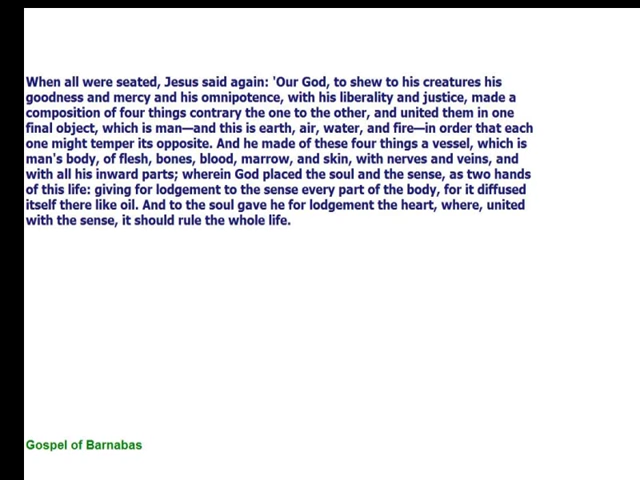 When all were seated, Jesus said again: 'Our God, to shew to his creatures his
goodness and mercy and his omnipotence, with his liberality and justice, made a
composition of four things contrary the one to the other, and united them in one
final object, which is man—and this is earth, air, water, and fire—in order that each
one might temper its opposite. And he made of these four things a vessel, which is
man's body, of flesh, bones, blood, marrow, and skin, with nerves and veins, and
with all his inward parts; wherein God placed the soul and the sense, as two hands
of this life: giving for lodgement to the sense every part of the body, for it diffused
itself there like oil. And to the soul gave he for lodgement the heart, where, united
with the sense, it should rule the whole life.
Gospel of Barnabas